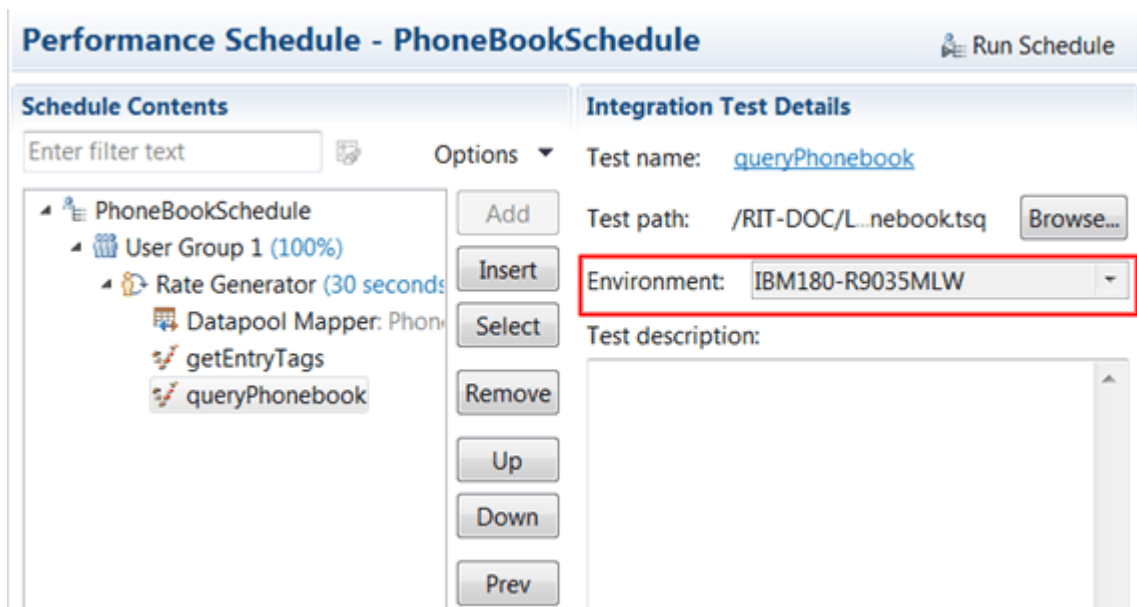 Performance Schedule - PhoneBookSchedule
Run Schedule
Schedule Contents
Enter filter text
Options
PhoneBookSchedule
User Group 1 (100%)
Rate Generator (30 seconds
Datapool Mapper: Phon
getEntryTags
queryPhonebook
Add
Insert
Select
Remove
Up
Down
Prev
Integration Test Details
Test name: queryPhonebook
Test path: /RIT-DOC/L...nebook.tsq Browse...
Environment: IBM180-R9035MLW
Test description: